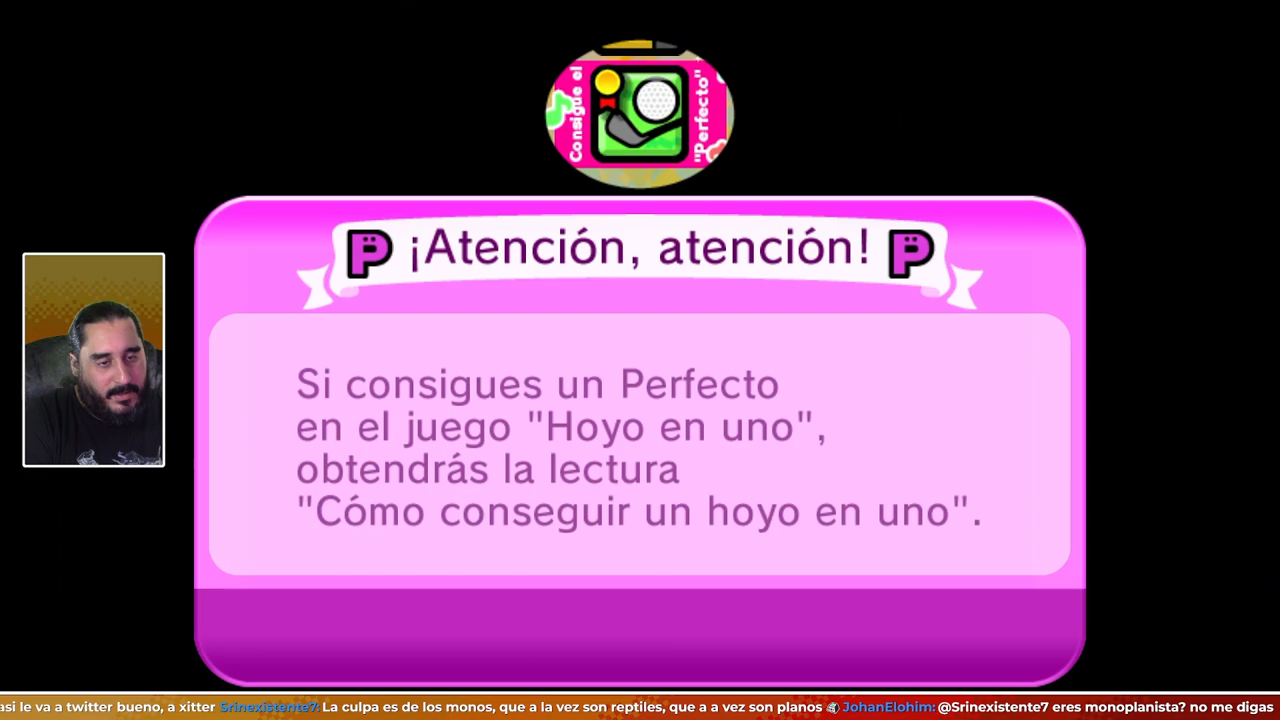 Consigue el
"Perfecto"
P ¡Atención, atención! P
Si consigues un Perfecto
en el juego "Hoyo en uno",
obtendrás la lectura
"Cómo conseguir un hoyo en uno".
asi le va a twitter bueno, a xitter Srinexistente7: La culpa es de los monos, que a la vez son reptiles, que a a vez son planos JohanElohim: @Srinexistente7 eres monoplanista? no me digas